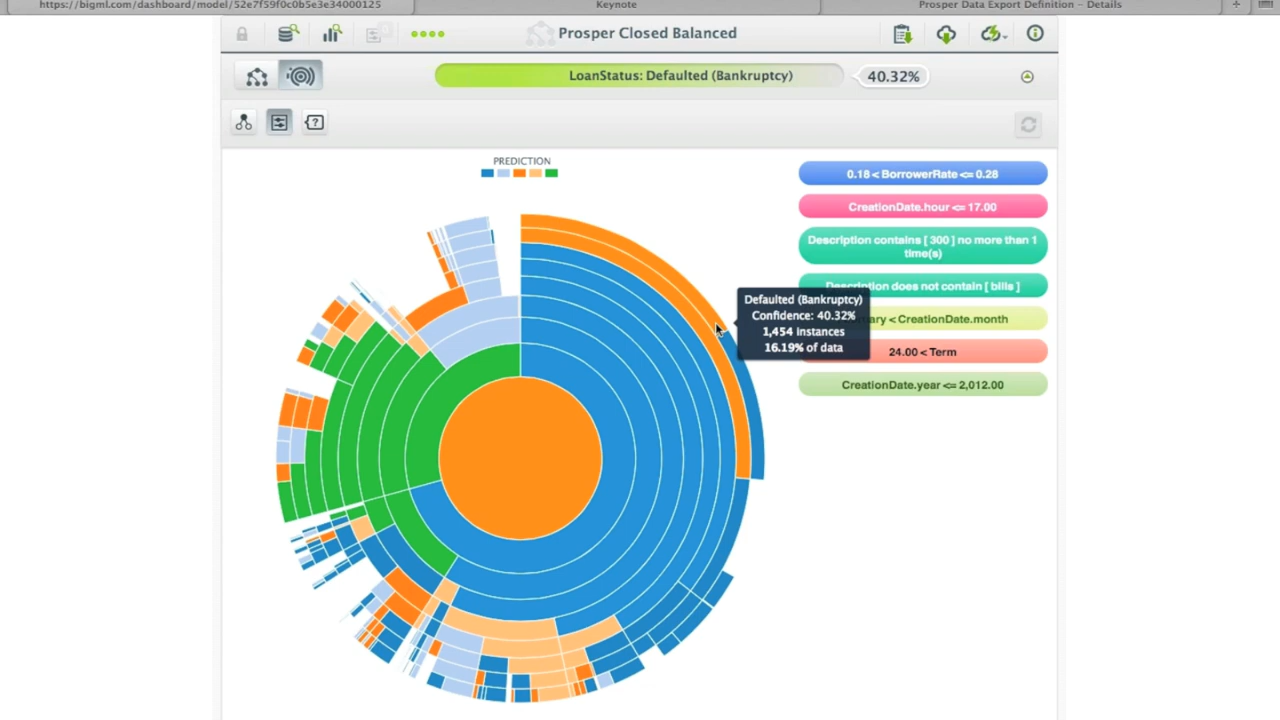 https://bigml.com/dashboard/model/52e7f59f0c0b5e3e34000125
Keynote
Prosper Data Export Definition – Details
Prosper Closed Balanced
LoanStatus: Defaulted (Bankruptcy)
40.32%
PREDICTION
0.18 < BorrowerRate <= 0.28
CreationDate.hour <= 17.00
Description contains [ 300 ] no more than 1
time(s)
Description does not contain [ bills ]
Defaulted (Bankruptcy)
Confidence: 40.32%
1,454 instances
16.19% of data
< CreationDate.month
24.00 < Term
CreationDate.year <= 2,012.00